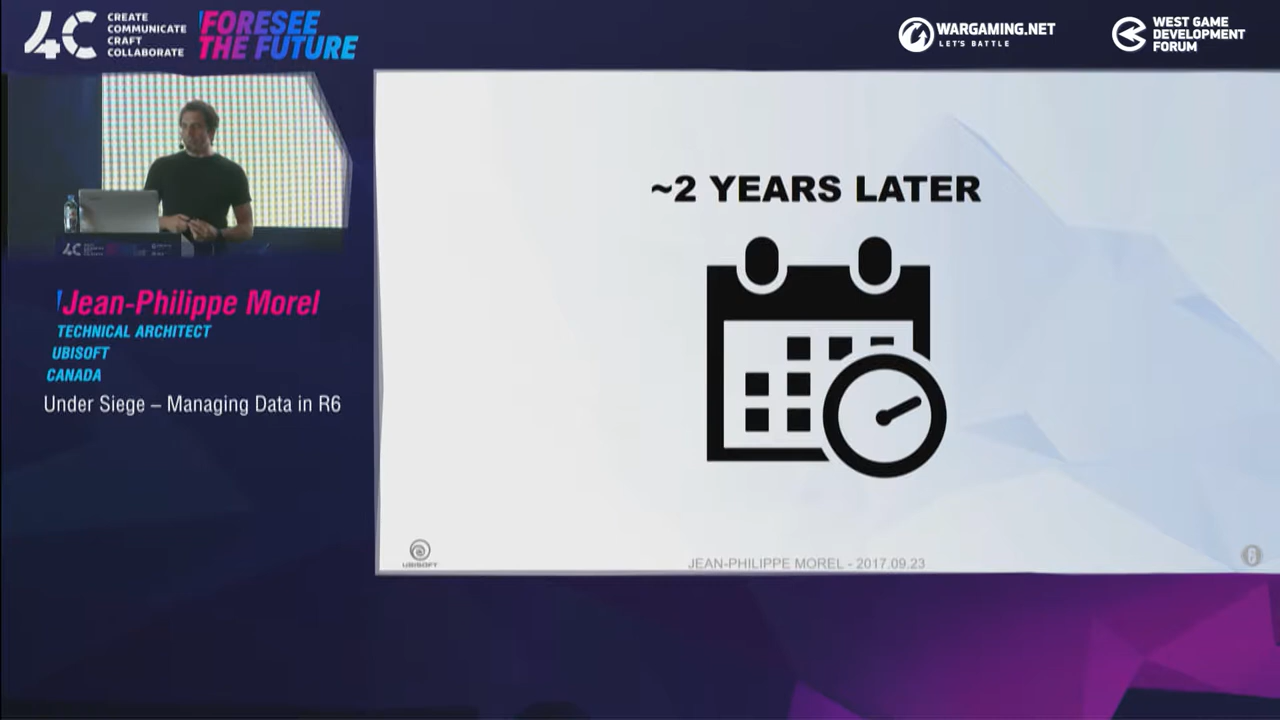 4C
CREATE
COMMUNICATE
CRAFT
COLLABORATE
FORESEE
THE FUTURE
WARGAMING.NET
LET'S BATTLE
WEST GAME
DEVELOPMENT
FORUM
4C
Jean-Philippe Morel
TECHNICAL ARCHITECT
UBISOFT
CANADA
Under Siege – Managing Data in R6
~2 YEARS LATER
UBISOFT
JEAN-PHILIPPE MOREL - 2017.09.23
6